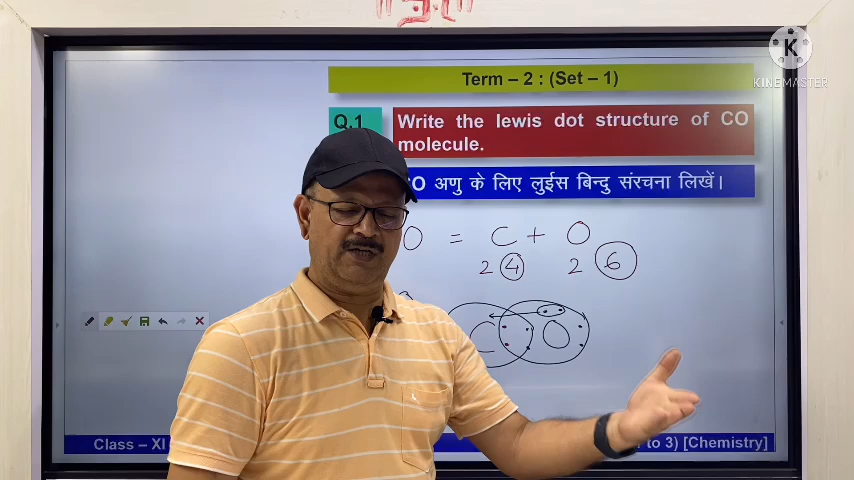 KINEMASTER
Term – 2 : (Set – 1)
Q.1 Write the lewis dot structure of CO
molecule.
CO अणु के लिए लुईस बिन्दु संरचना लिखें।
O = C + O
2 4 2 6
C O
Class – XI to 3) [Chemistry]